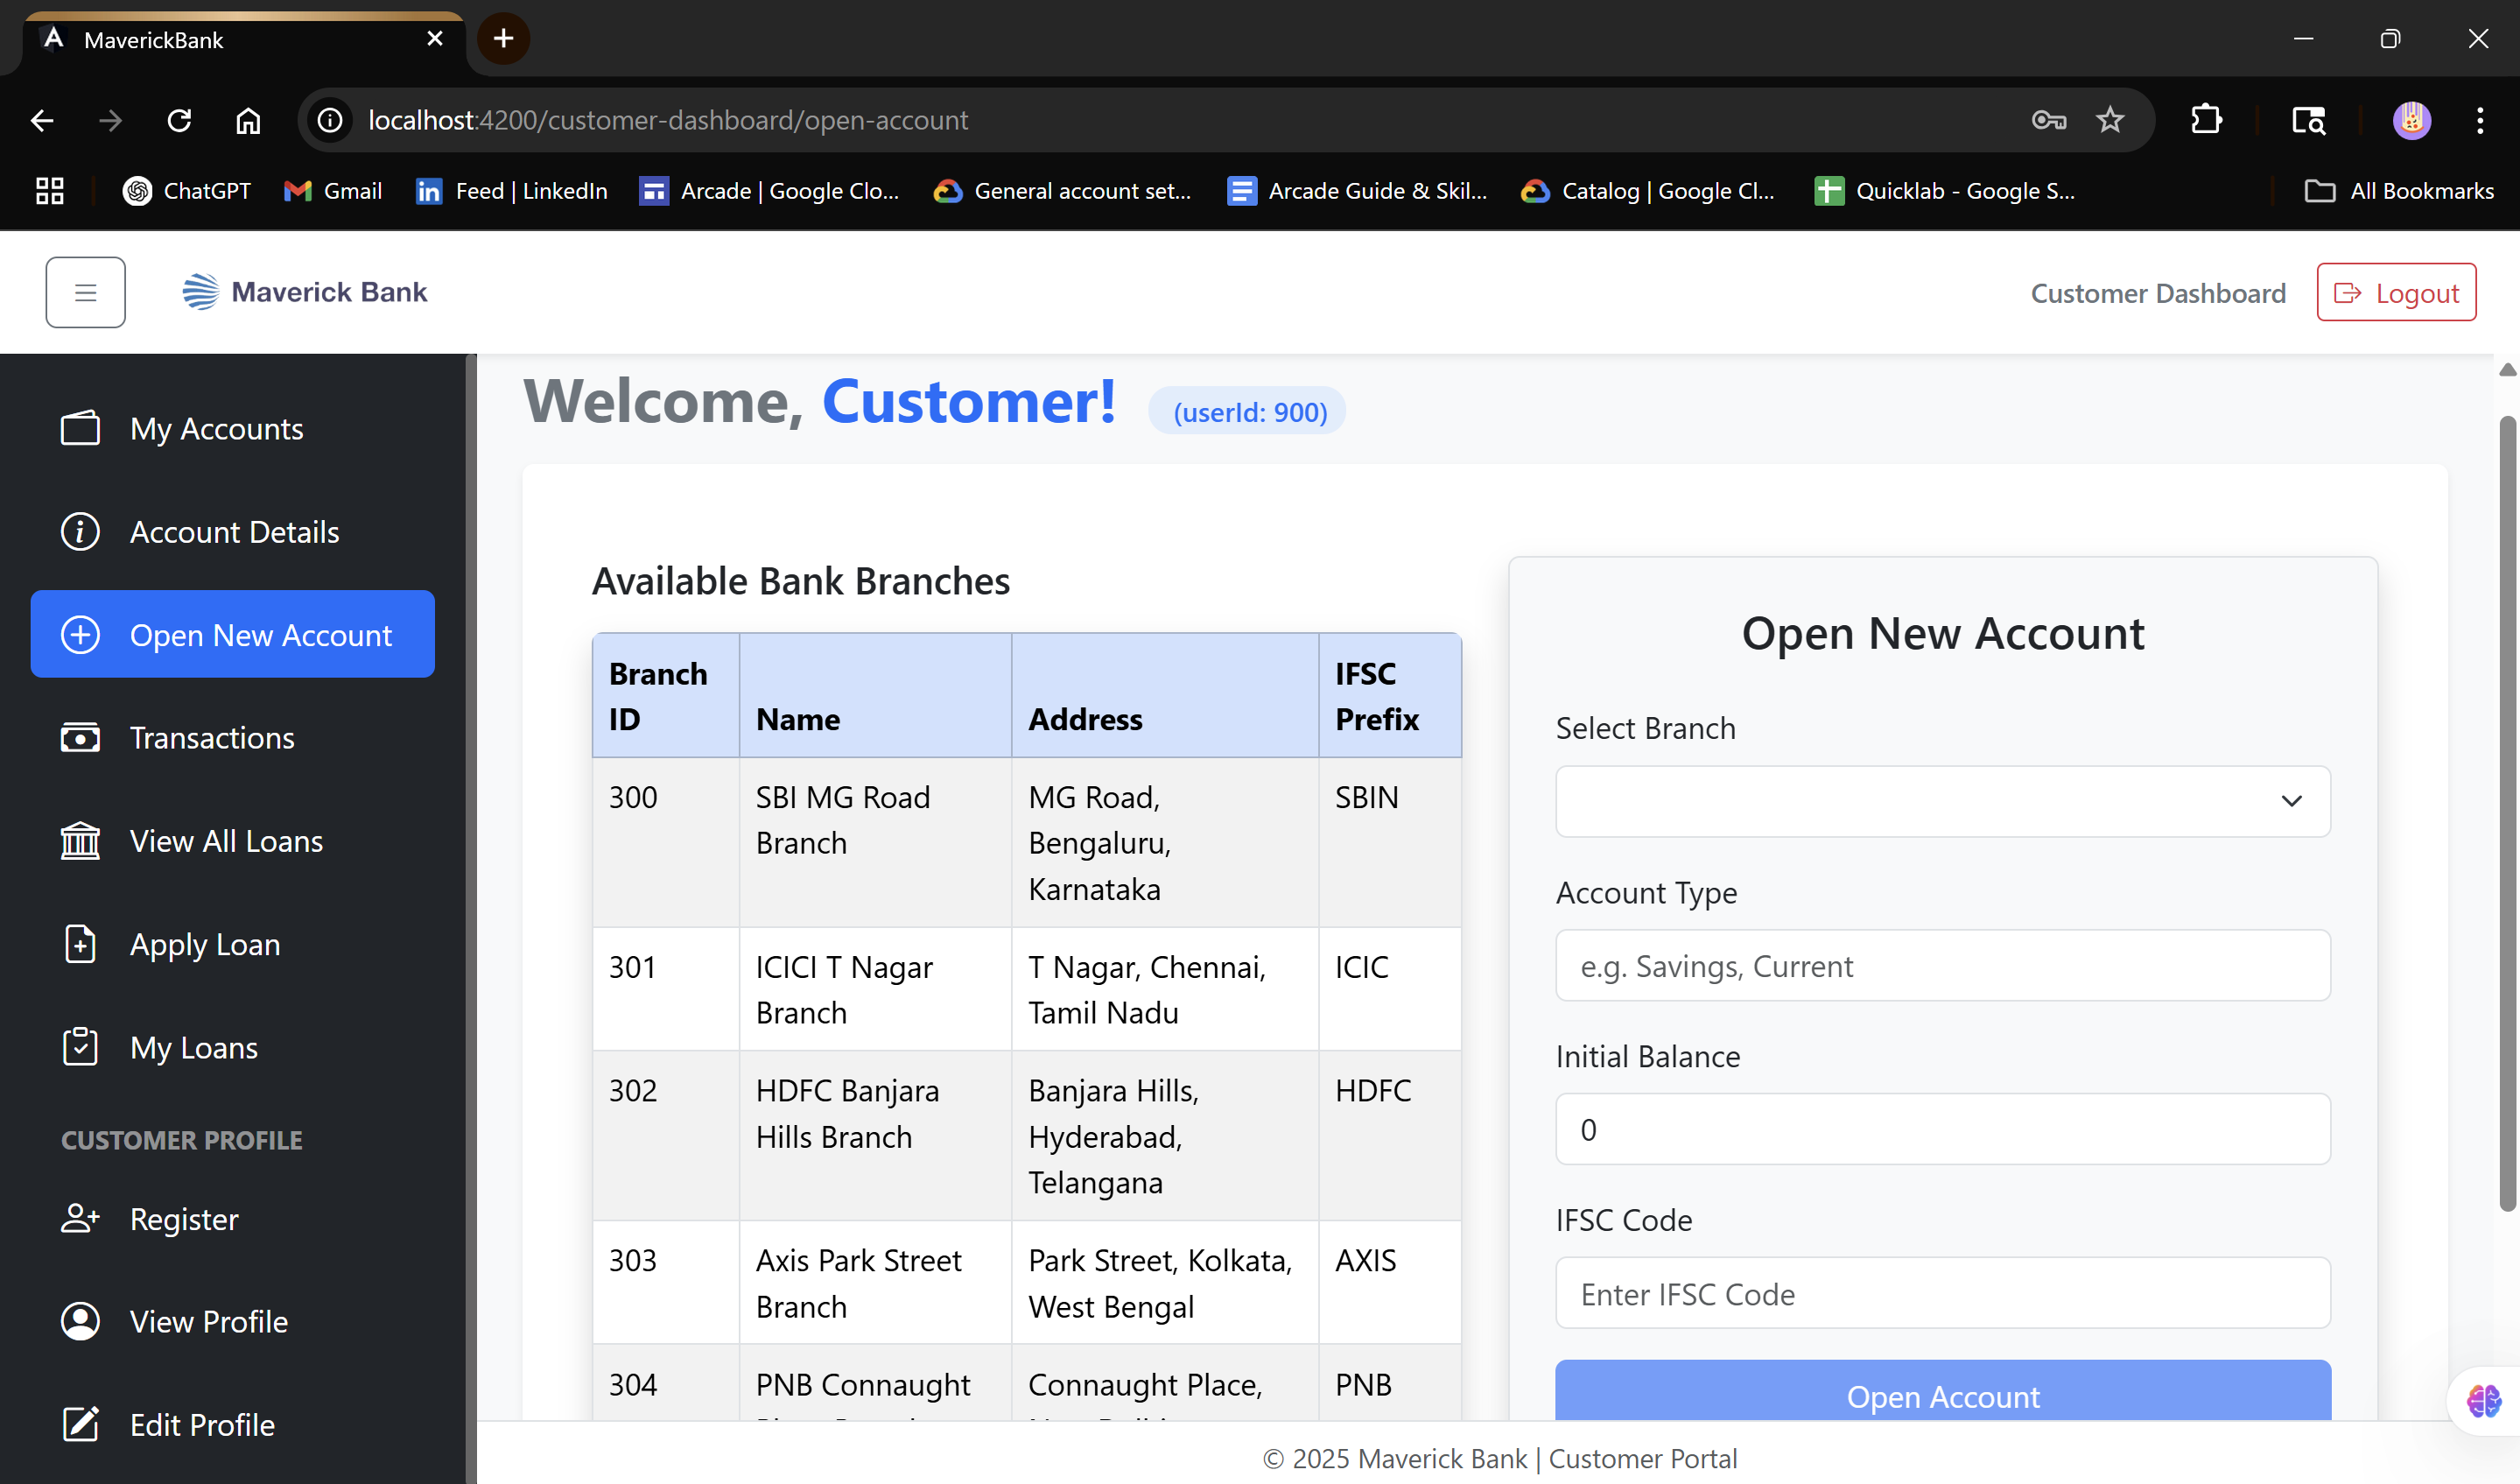 MaverickBank
localhost:4200/customer-dashboard/open-account
ChatGPT
Gmail
Feed | LinkedIn
Arcade | Google Clo...
General account set...
Arcade Guide & Skil...
Catalog | Google Cl...
Quicklab - Google S...
All Bookmarks
Maverick Bank
Customer Dashboard
Logout
My Accounts
Account Details
Open New Account
Transactions
View All Loans
Apply Loan
My Loans
CUSTOMER PROFILE
Register
View Profile
Edit Profile
Welcome, Customer! (userId: 900)
Available Bank Branches
Branch ID Name Address IFSC Prefix
300 SBI MG Road Branch MG Road, Bengaluru, Karnataka SBIN
301 ICICI T Nagar Branch T Nagar, Chennai, Tamil Nadu ICIC
302 HDFC Banjara Hills Branch Banjara Hills, Hyderabad, Telangana HDFC
303 Axis Park Street Branch Park Street, Kolkata, West Bengal AXIS
304 PNB Connaught Connaught Place, PNB
Open New Account
Select Branch
Account Type
e.g. Savings, Current
Initial Balance
0
IFSC Code
Enter IFSC Code
Open Account
© 2025 Maverick Bank | Customer Portal